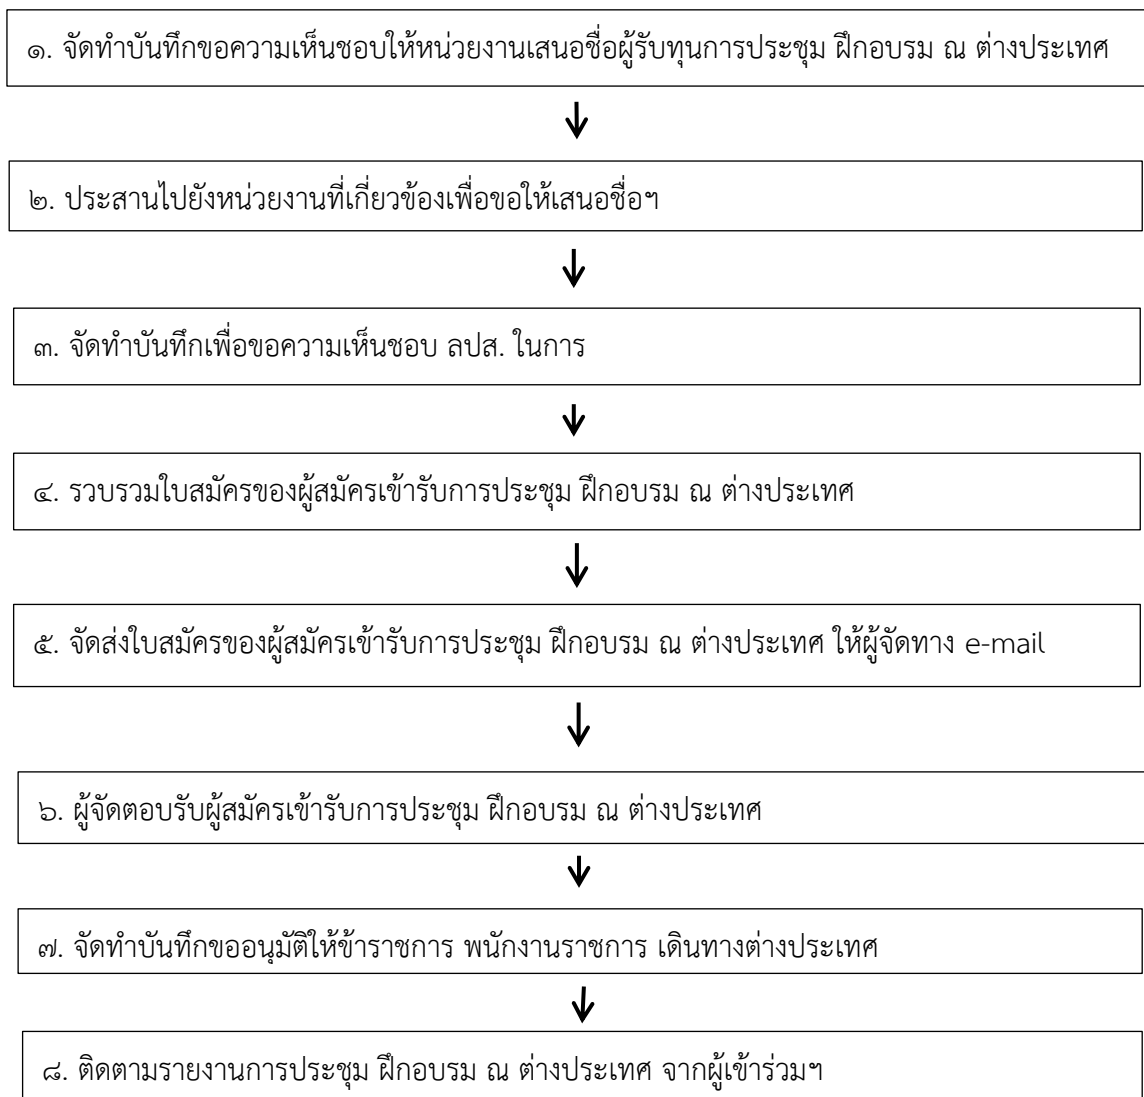 ๑. จัดทำบันทึกขอความเห็นชอบให้หน่วยงานเสนอชื่อผู้รับทุนการประชุม ฝึกอบรม ณ ต่างประเทศ
๒. ประสานไปยังหน่วยงานที่เกี่ยวข้องเพื่อขอให้เสนอชื่อฯ
๓. จัดทำบันทึกเพื่อขอความเห็นชอบ ลปส. ในการ
๔. รวบรวมใบสมัครของผู้สมัครเข้ารับการประชุม ฝึกอบรม ณ ต่างประเทศ
๕. จัดส่งใบสมัครของผู้สมัครเข้ารับการประชุม ฝึกอบรม ณ ต่างประเทศ ให้ผู้จัดทาง e-mail
๖. ผู้จัดตอบรับผู้สมัครเข้ารับการประชุม ฝึกอบรม ณ ต่างประเทศ
๗. จัดทำบันทึกขออนุมัติให้ข้าราชการ พนักงานราชการ เดินทางต่างประเทศ
๘. ติดตามรายงานการประชุม ฝึกอบรม ณ ต่างประเทศ จากผู้เข้าร่วมฯ